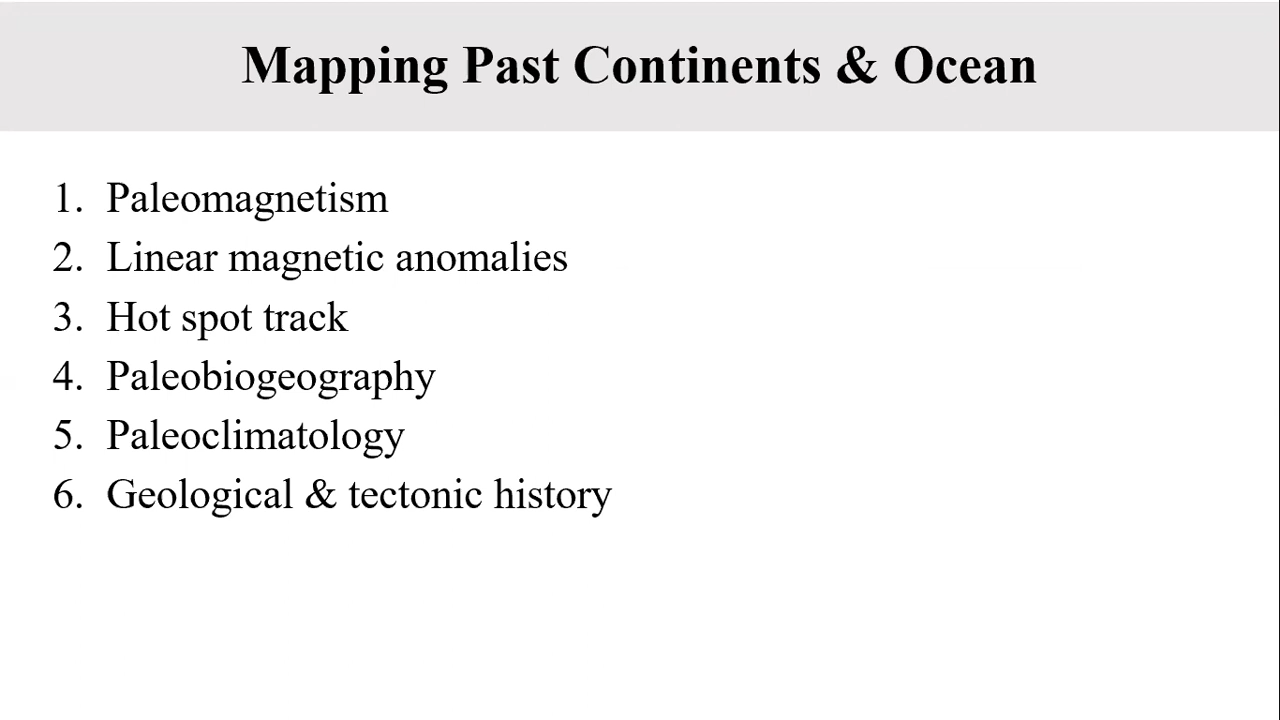 Mapping Past Continents & Ocean
1. Paleomagnetism
2. Linear magnetic anomalies
3. Hot spot track
4. Paleobiogeography
5. Paleoclimatology
6. Geological & tectonic history